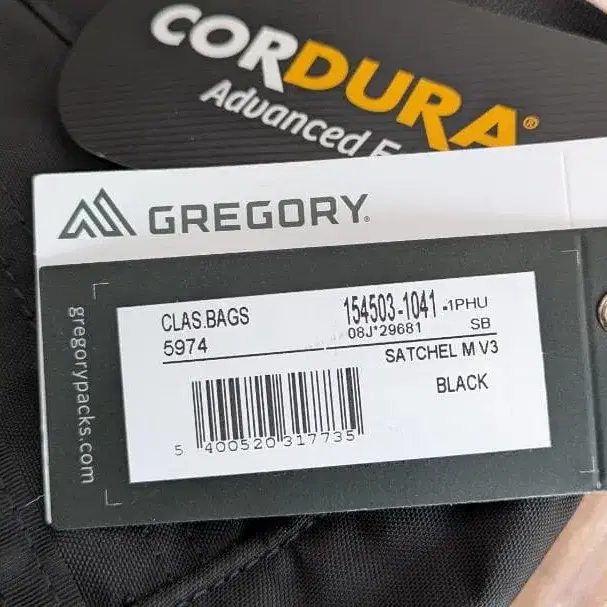 CORDURA®
Advanced
GREGORY®
gregorypacks.com
CLAS.BAGS 154503-1041 -1PHU
5974 08J*29681 SB
SATCHEL M V3
BLACK
5 400520 317735